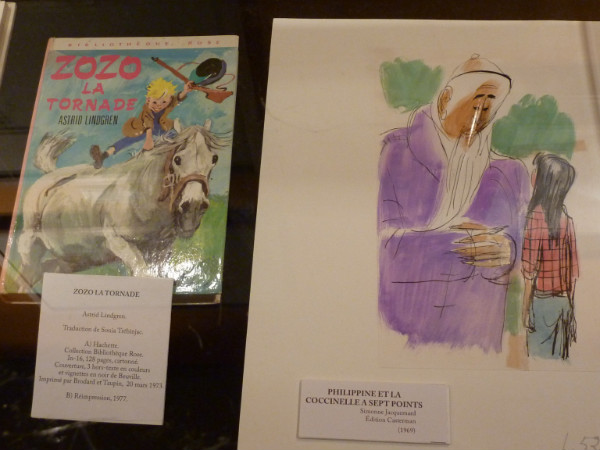 BIBLIOTHÈQUE ROSE
ZOZO
LA
TORNADE
ASTRID LINDGREN
ZOZO LA TORNADE
Astrid Lindgren.
Traduction de Sonia
A) Hachette.
Collection Bibliothèque Rose.
In-16, 128 pages, cartonné
Couverture, 3 hors-texte en couleurs
et vignettes en noir de
Imprimé par Brodard et Taupin, 20 mars 1973
B) Réimpression, 1977.
PHILIPPINE ET LA
COCCINELLE A SEPT POINTS
Simonne Jacquemard
Édition Casterman
(1969)